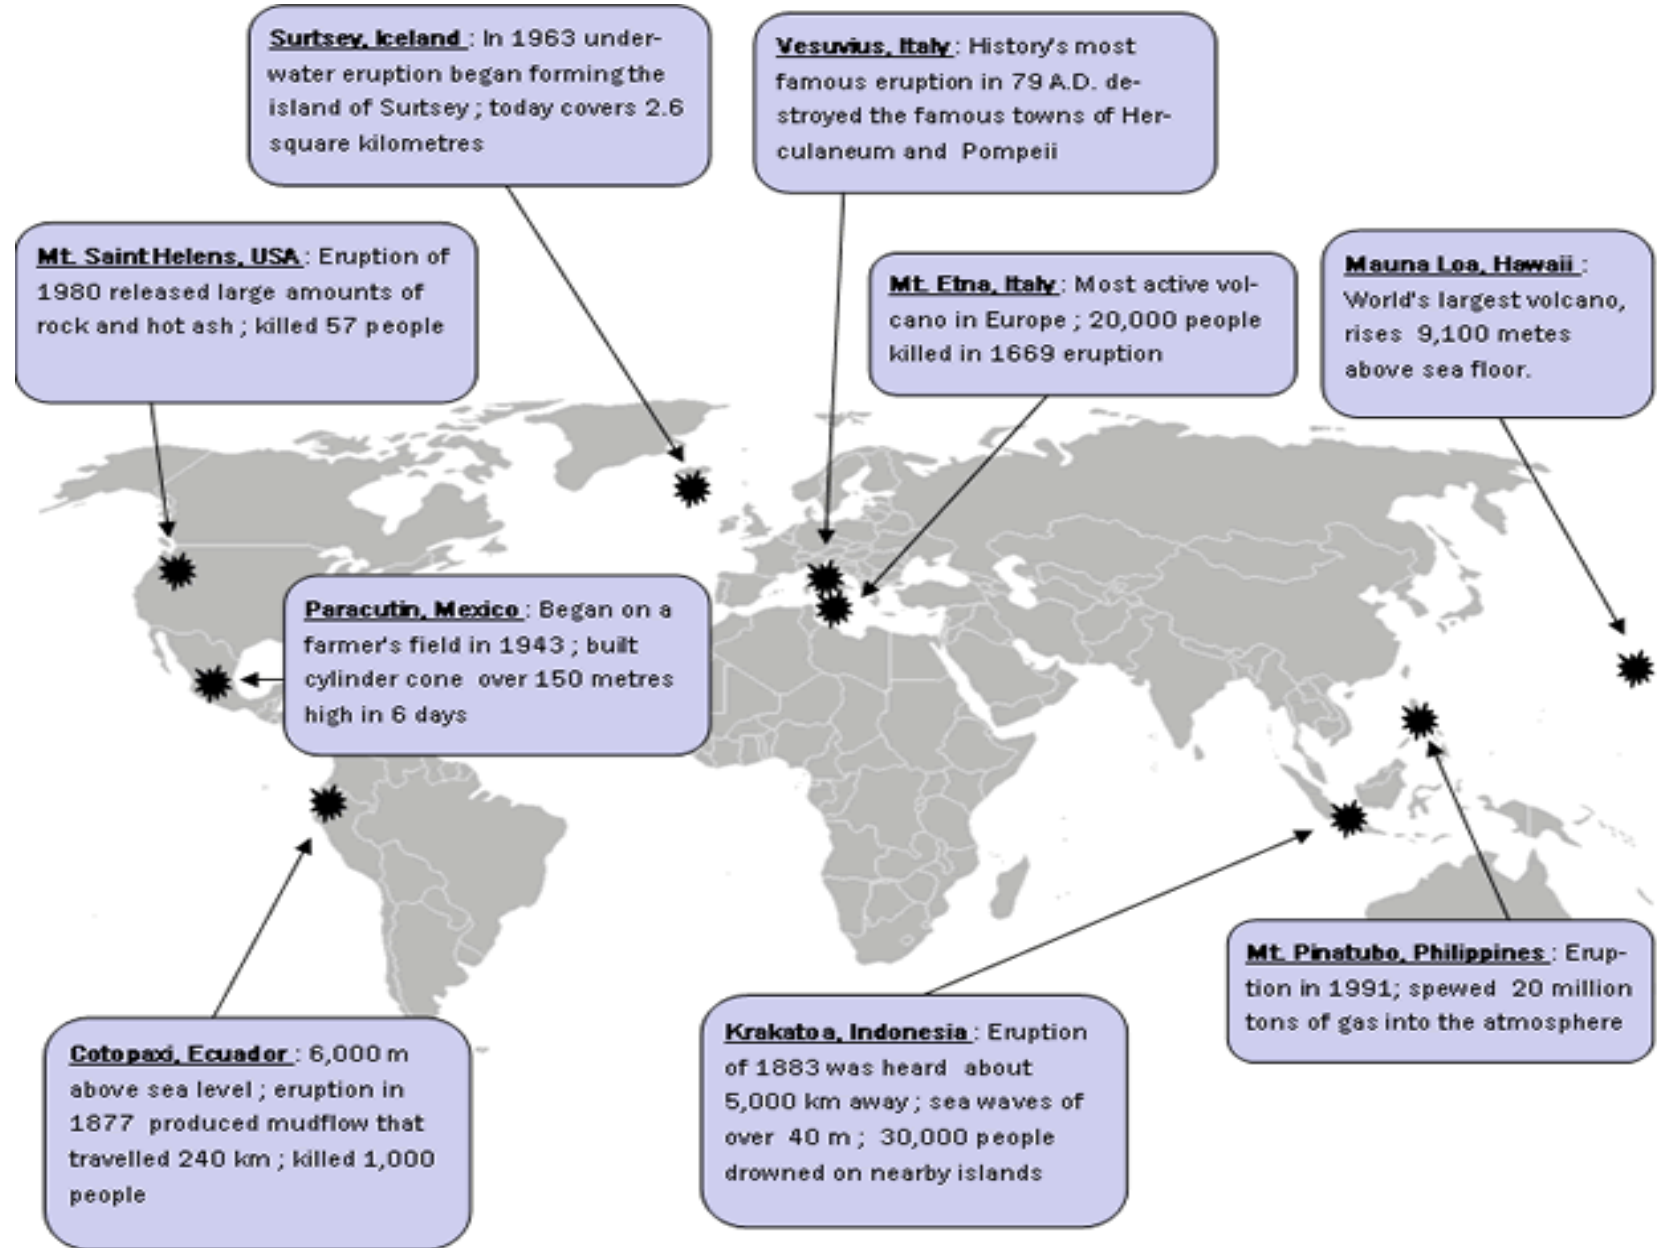 Surtsey, Iceland : In 1963 under-
water eruption began forming the
island of Surtsey ; today covers 2.6
square kilometres
Vesuvius, Italy : History's most
famous eruption in 79 A.D. de-
stroyed the famous towns of Her-
culaneum and Pompeii
Mt. Saint Helens, USA : Eruption of
1980 released large amounts of
rock and hot ash ; killed 57 people
Mt. Etna, Italy : Most active vol-
cano in Europe ; 20,000 people
killed in 1669 eruption
Mauna Loa, Hawaii :
World's largest volcano,
rises 9,100 metes
above sea floor.
Paracutin, Mexico : Began on a
farmer's field in 1943 ; built
cylinder cone over 150 metres
high in 6 days
Mt. Pinatubo, Philippines : Erup-
tion in 1991; spewed 20 million
tons of gas into the atmosphere
Cotopaxi, Ecuador : 6,000 m
above sea level ; eruption in
1877 produced mudflow that
travelled 240 km ; killed 1,000
people
Krakatoa, Indonesia : Eruption
of 1883 was heard about
5,000 km away ; sea waves of
over 40 m ; 30,000 people
drowned on nearby islands